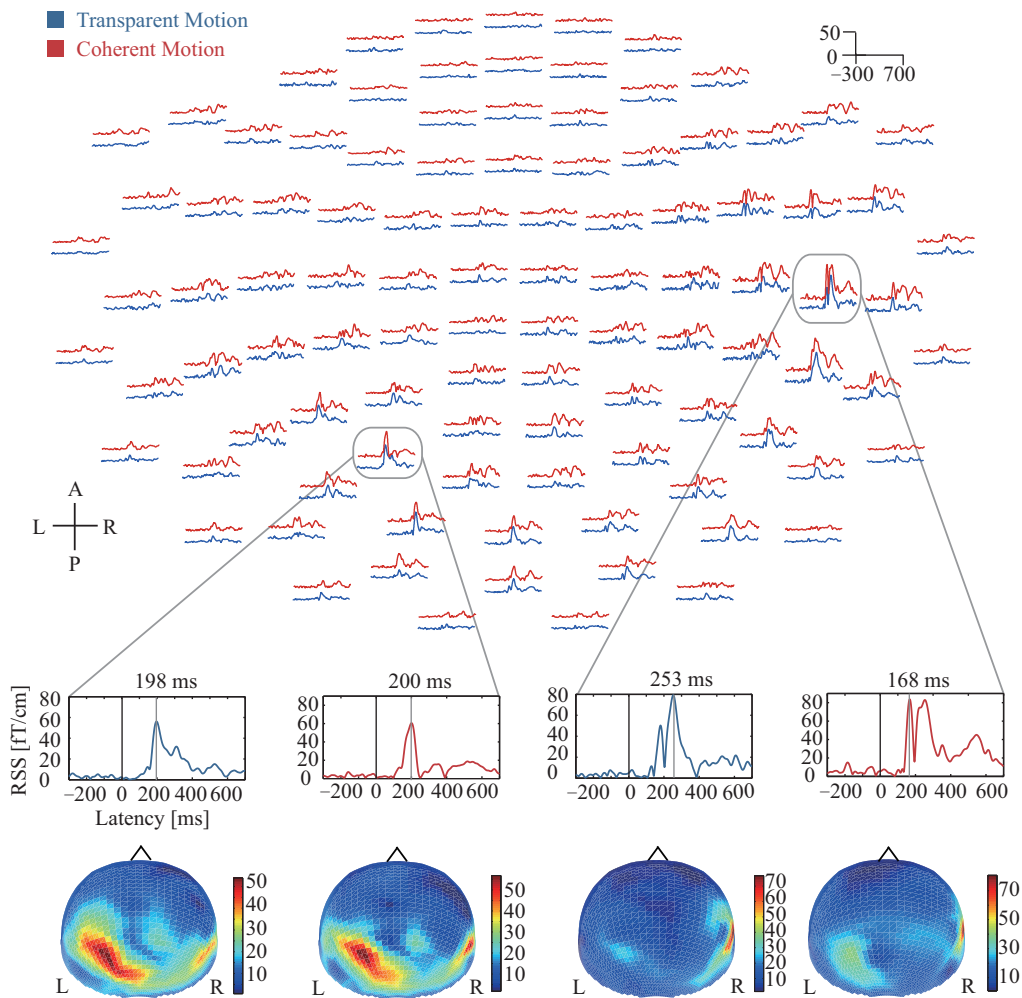 Transparent Motion
Coherent Motion
50
0
−300 700
A
L R
P
198 ms
200 ms
253 ms
168 ms
RSS [fT/cm]
80
60
40
20
0
−200 0 200 400 600
Latency [ms]
80
60
40
20
0
−200 0 200 400 600
80
60
40
20
0
−200 0 200 400 600
80
60
40
20
0
−200 0 200 400 600
50
40
30
20
10
L R
50
40
30
20
10
L R
70
60
50
40
30
20
10
L R
70
50
30
10
L R